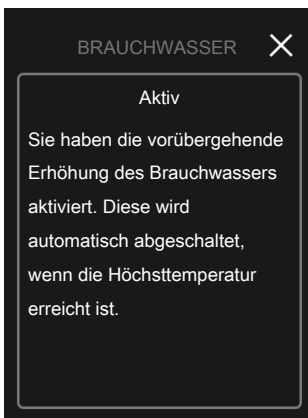 BRAUCHWASSER
Aktiv
Sie haben die vorübergehende
Erhöhung des Brauchwassers
aktiviert. Diese wird
automatisch abgeschaltet,
wenn die Höchsttemperatur
erreicht ist.